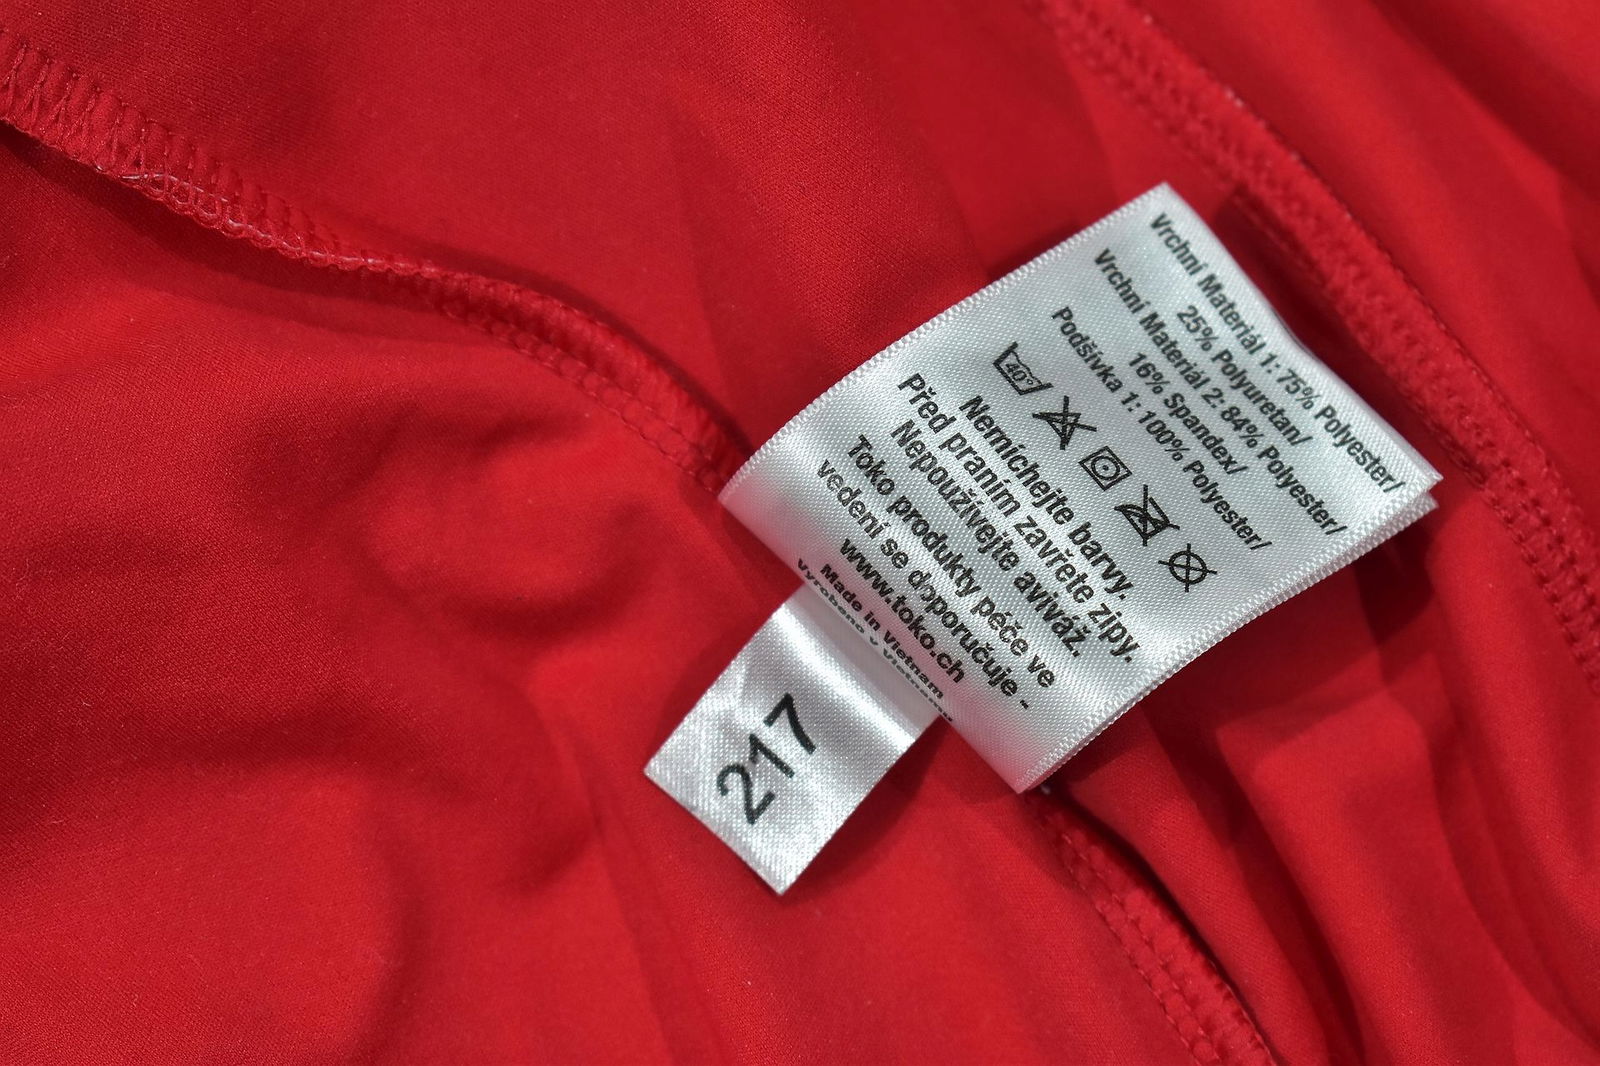 Vrchní Materiál 1: 75% Polyester/
25% Polyuretan/
Vrchní Materiál 2: 84% Polyester/
16% Spandex/
Podšívka 1: 100% Polyester/
40°
Nemíchejte barvy.
Před praním zavřete zipy.
Nepoužívejte aviváž.
Toko produkty péče ve
vedení se doporučuje -
www.toko.ch
Made in Vietnam
Vyrobeno v Vietnamu
217